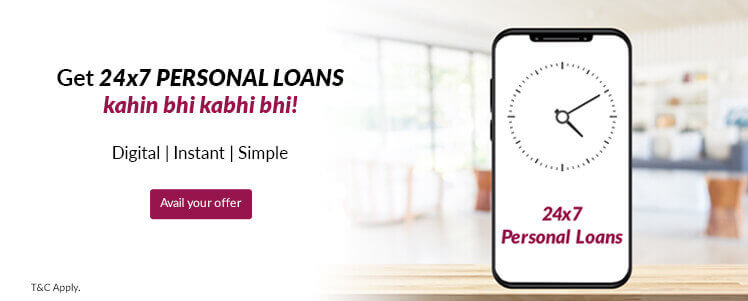 Get 24x7 PERSONAL LOANS
kahin bhi kabhi bhi!
Digital | Instant | Simple
Avail your offer
T&C Apply.
24x7
Personal Loans